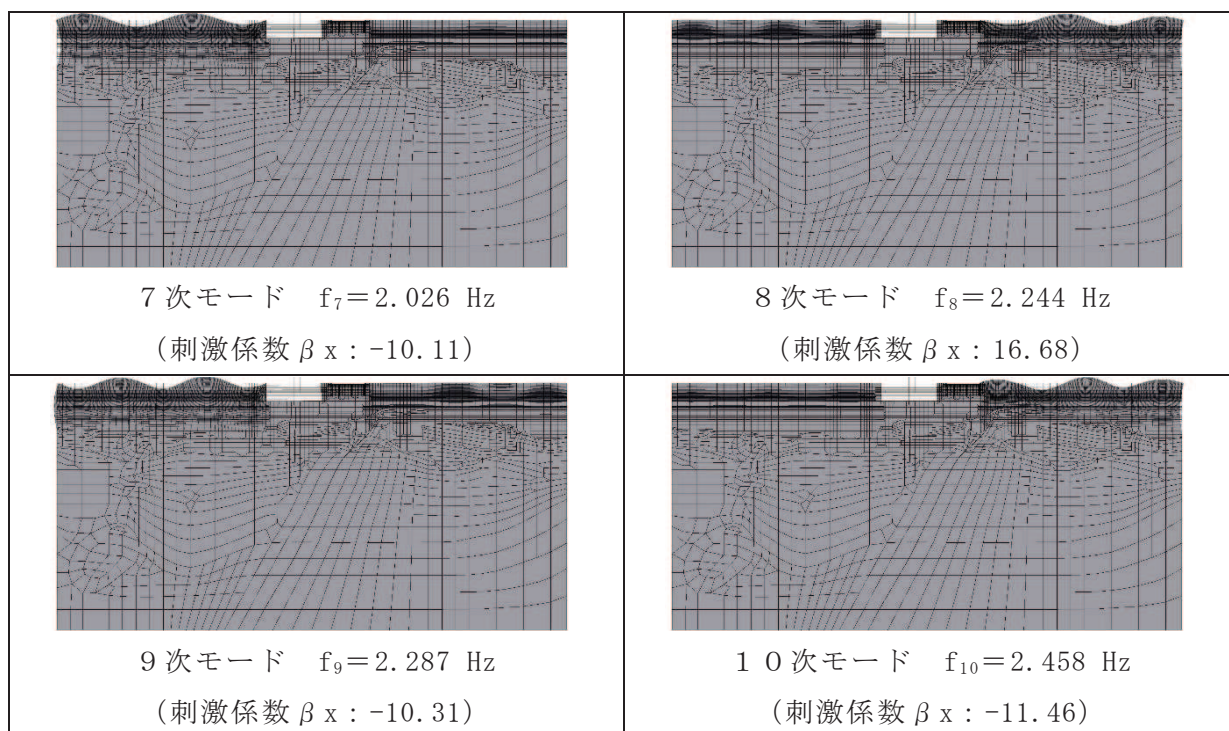 7次モード f₇＝2.026 Hz
(刺激係数βx：-10.11)
8次モード f₈＝2.244 Hz
(刺激係数βx：16.68)
9次モード f₉＝2.287 Hz
(刺激係数βx：-10.31)
10次モード f₁₀＝2.458 Hz
(刺激係数βx：-11.46)